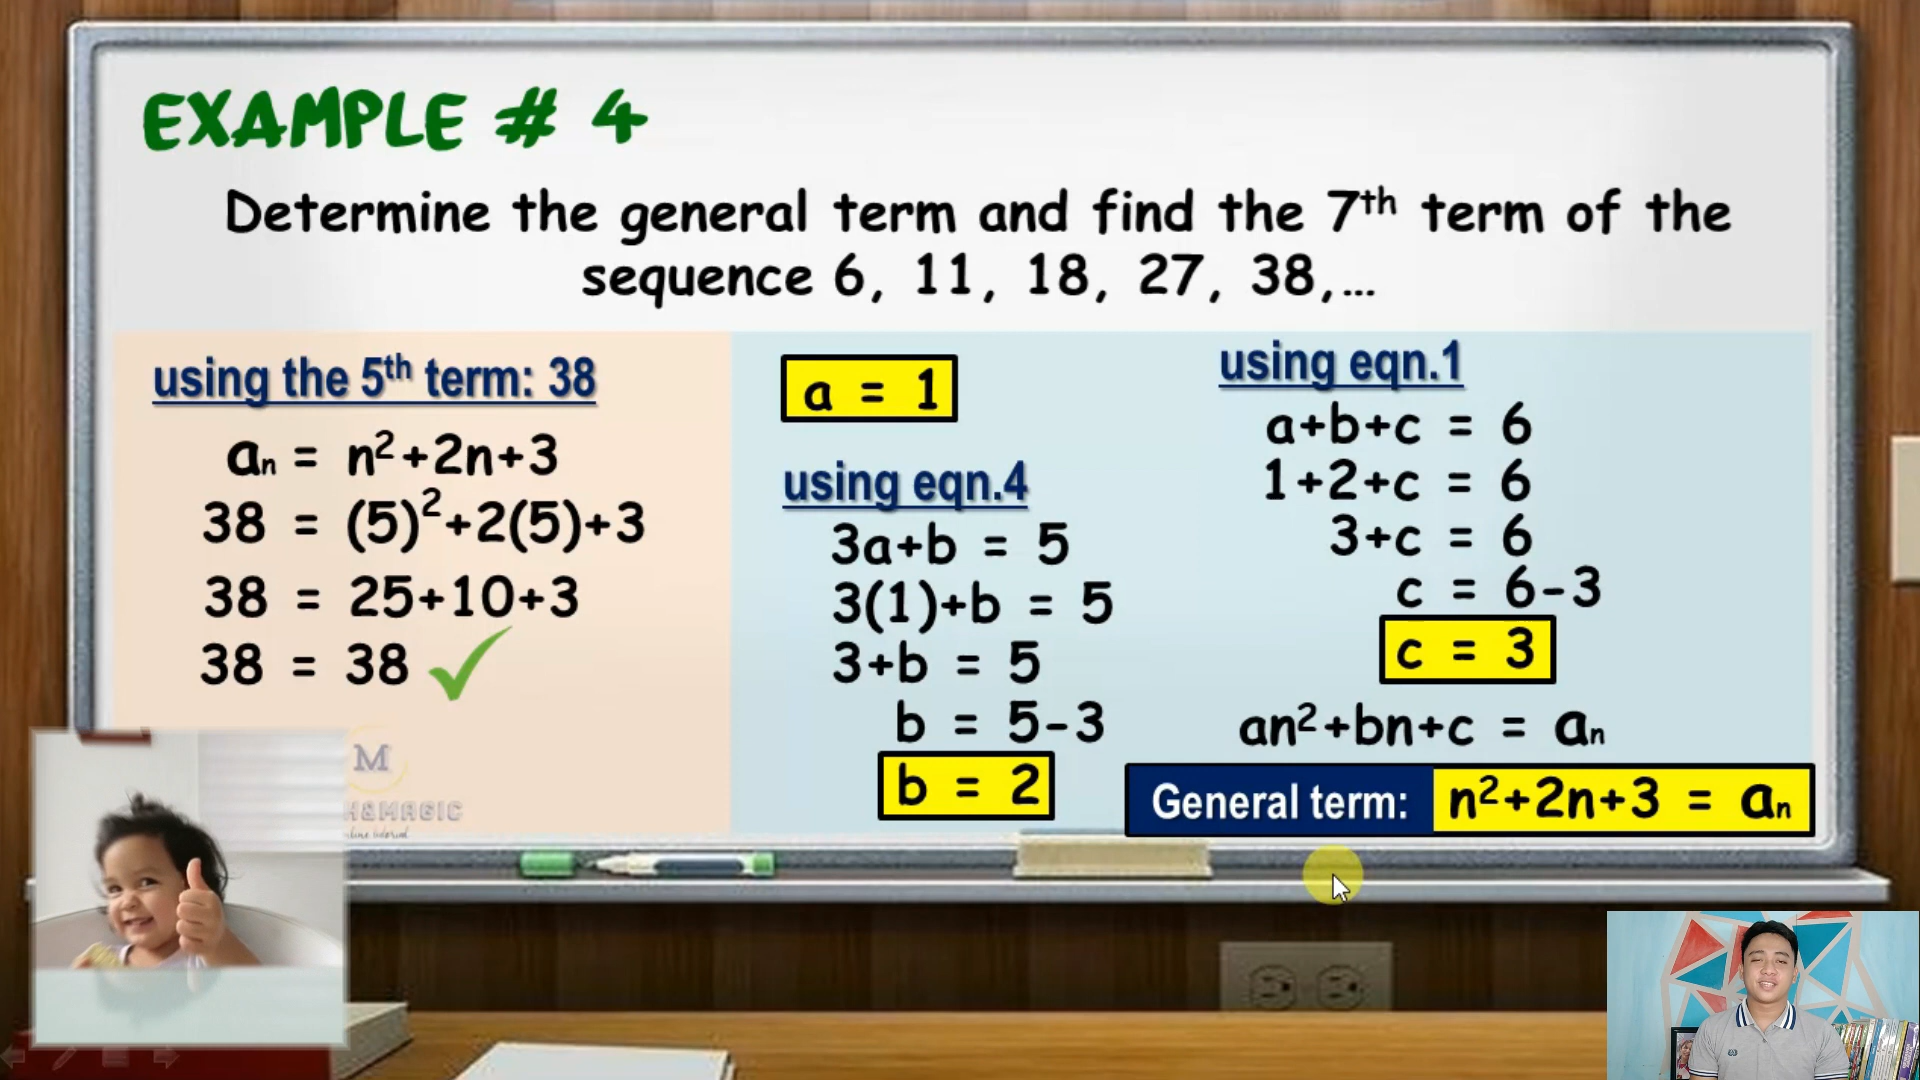 EXAMPLE # 4
Determine the general term and find the 7th term of the
sequence 6, 11, 18, 27, 38,...
using the 5th term: 38
aₙ = n²+2n+3
38 = (5)²+2(5)+3
38 = 25+10+3
38 = 38
a = 1
using eqn.4
3a+b = 5
3(1)+b = 5
3+b = 5
b = 5-3
b = 2
using eqn.1
a+b+c = 6
1+2+c = 6
3+c = 6
c = 6-3
c = 3
an²+bn+c = aₙ
General term: n²+2n+3 = aₙ
M
H&MAGIC